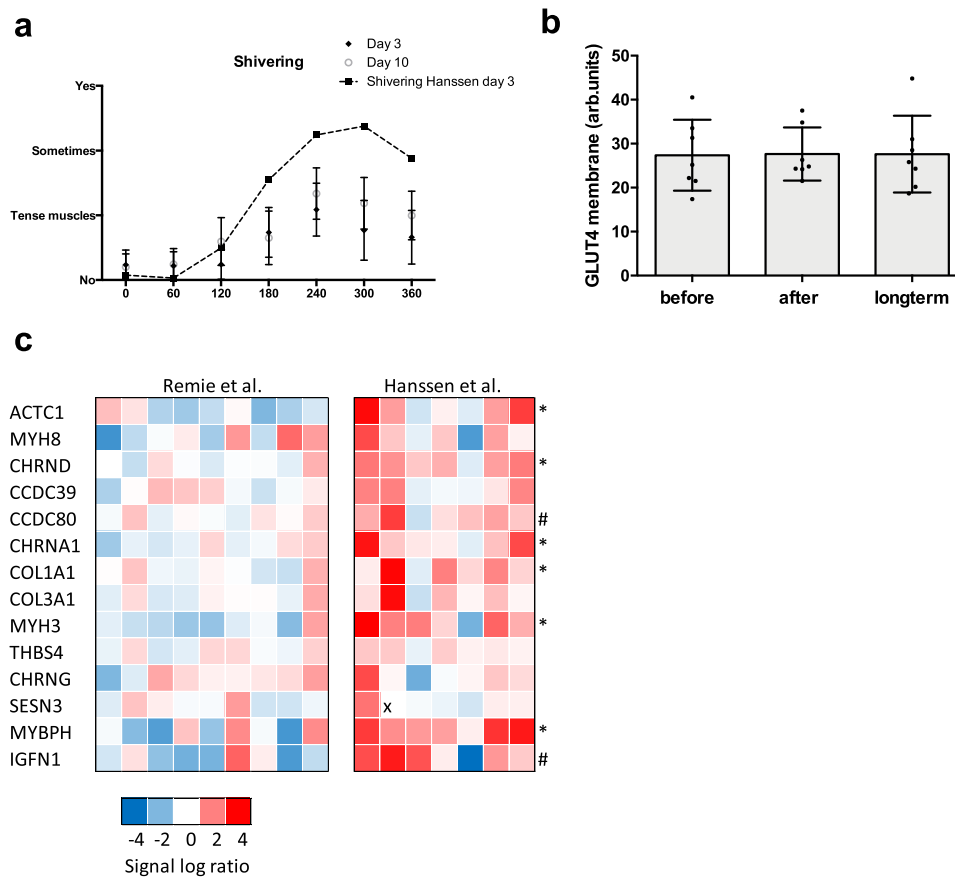 a
Shivering
Day 3
Day 10
Shivering Hanssen day 3
Yes
Sometimes
Tense muscles
No
0 60 120 180 240 300 360
b
GLUT4 membrane (arb.units)
50
40
30
20
10
0
before after longterm
c
Remie et al. Hanssen et al.
ACTC1 *
MYH8
CHRND *
CCDC39
CCDC80 #
CHRNA1 *
COL1A1 *
COL3A1
MYH3 *
THBS4
CHRNG
SESN3 x
MYBPH *
IGFN1 #
-4 -2 0 2 4
Signal log ratio